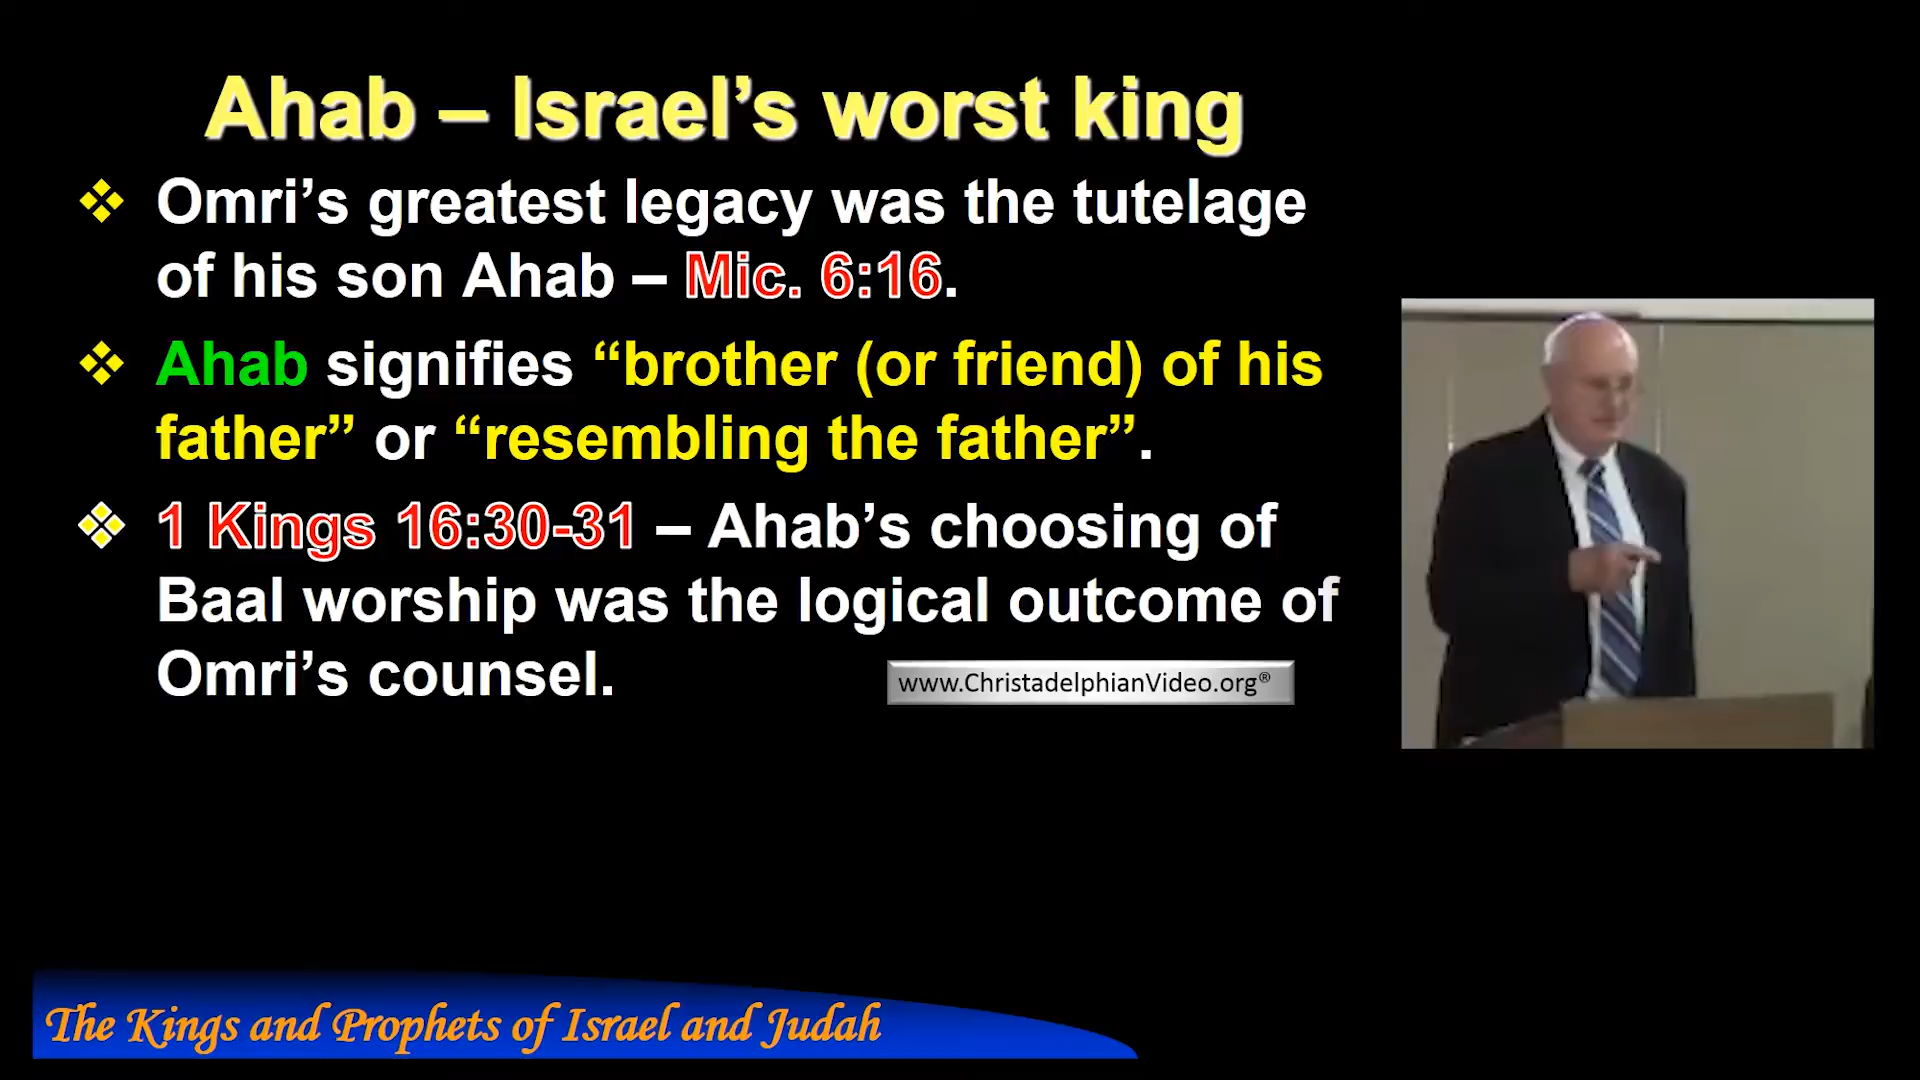 Ahab – Israel’s worst king
❖ Omri’s greatest legacy was the tutelage
of his son Ahab – Mic. 6:16.
❖ Ahab signifies “brother (or friend) of his
father” or “resembling the father”.
❖ 1 Kings 16:30-31 – Ahab’s choosing of
Baal worship was the logical outcome of
Omri’s counsel.
www.ChristadelphianVideo.org®
The Kings and Prophets of Israel and Judah